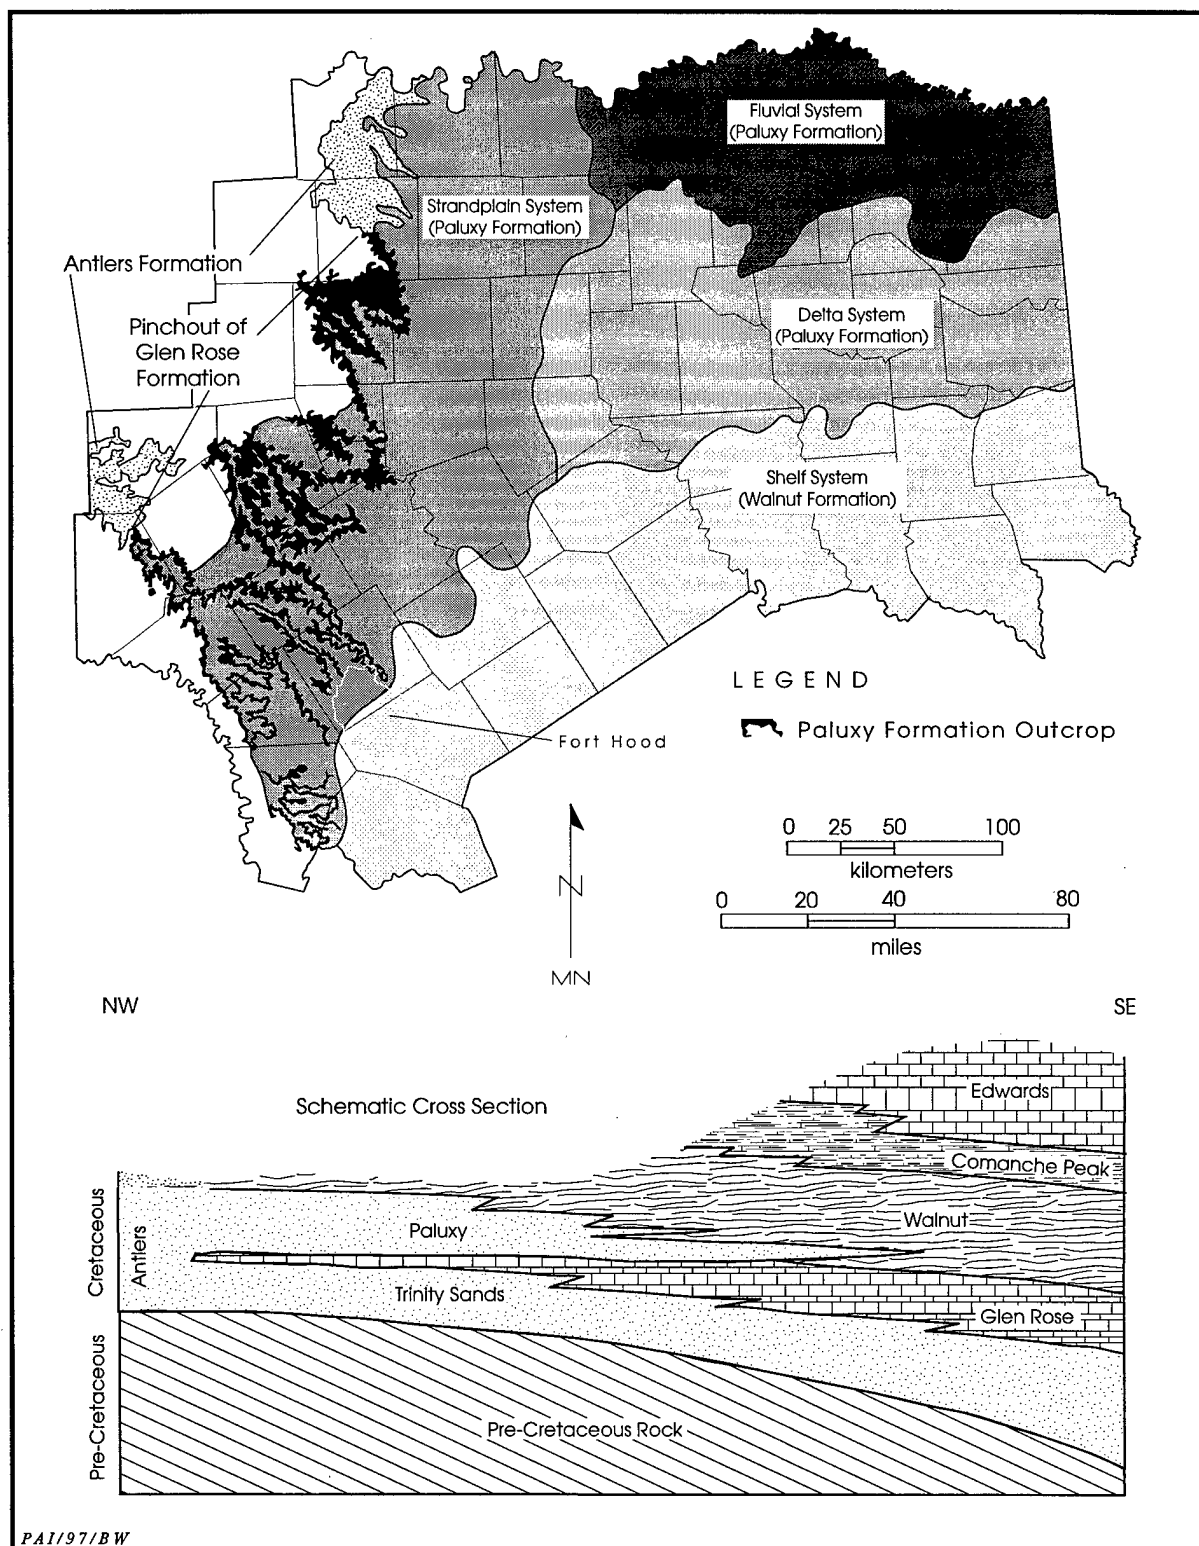 Fluvial System
(Paluxy Formation)
Strandplain System
(Paluxy Formation)
Antlers Formation
Pinchout of
Glen Rose
Formation
Delta System
(Paluxy Formation)
Shelf System
(Walnut Formation)
LEGEND
Paluxy Formation Outcrop
Fort Hood
0 25 50 100
kilometers
0 20 40 80
miles
N
MN
NW
SE
Schematic Cross Section
Edwards
Comanche Peak
Walnut
Paluxy
Trinity Sands
Glen Rose
Antlers
Cretaceous
Pre-Cretaceous
Pre-Cretaceous Rock
PAI/97/BW